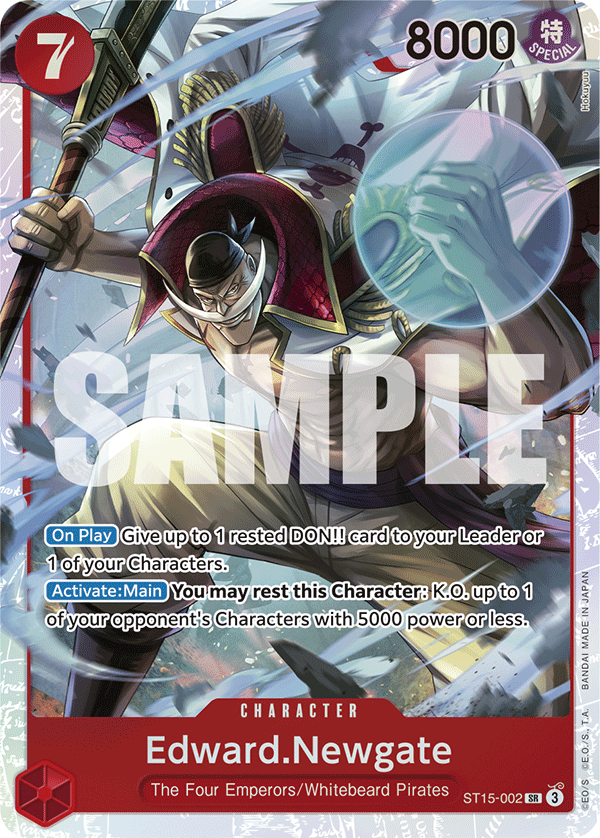 7
8000
特
SPECIAL
Hokuyuu
SAMPLE
On Play Give up to 1 rested DON!! card to your Leader or
1 of your Characters.
Activate:Main You may rest this Character: K.O. up to 1
of your opponent's Characters with 5000 power or less.
CHARACTER
Edward.Newgate
The Four Emperors/Whitebeard Pirates
ST15-002 SR 3
©E.O/S ©E.O./S., T.A. BANDAI MADE IN JAPAN